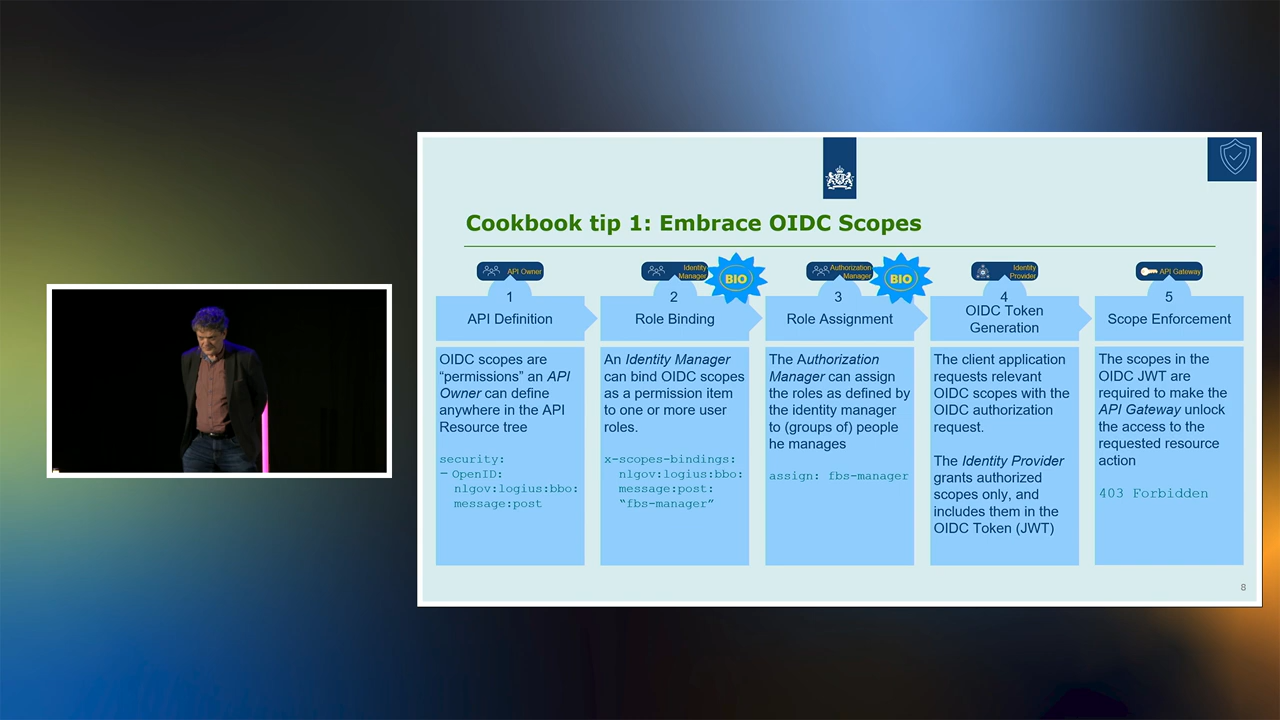 Cookbook tip 1: Embrace OIDC Scopes
API Owner
1
API Definition
OIDC scopes are
“permissions” an API
Owner can define
anywhere in the API
Resource tree
security:
– OpenID:
nlgov:logius:bbo:
message:post
Identity
Manager
BIO
2
Role Binding
An Identity Manager
can bind OIDC scopes
as a permission item
to one or more user
roles.
x-scopes-bindings:
nlgov:logius:bbo:
message:post:
“fbs-manager”
Authorization
Manager
BIO
3
Role Assignment
The Authorization
Manager can assign
the roles as defined by
the identity manager
to (groups of) people
he manages
assign: fbs-manager
Identity
Provider
4
OIDC Token
Generation
The client application
requests relevant
OIDC scopes with the
OIDC authorization
request.
The Identity Provider
grants authorized
scopes only, and
includes them in the
OIDC Token (JWT)
API Gateway
5
Scope Enforcement
The scopes in the
OIDC JWT are
required to make the
API Gateway unlock
the access to the
requested resource
action
403 Forbidden
8